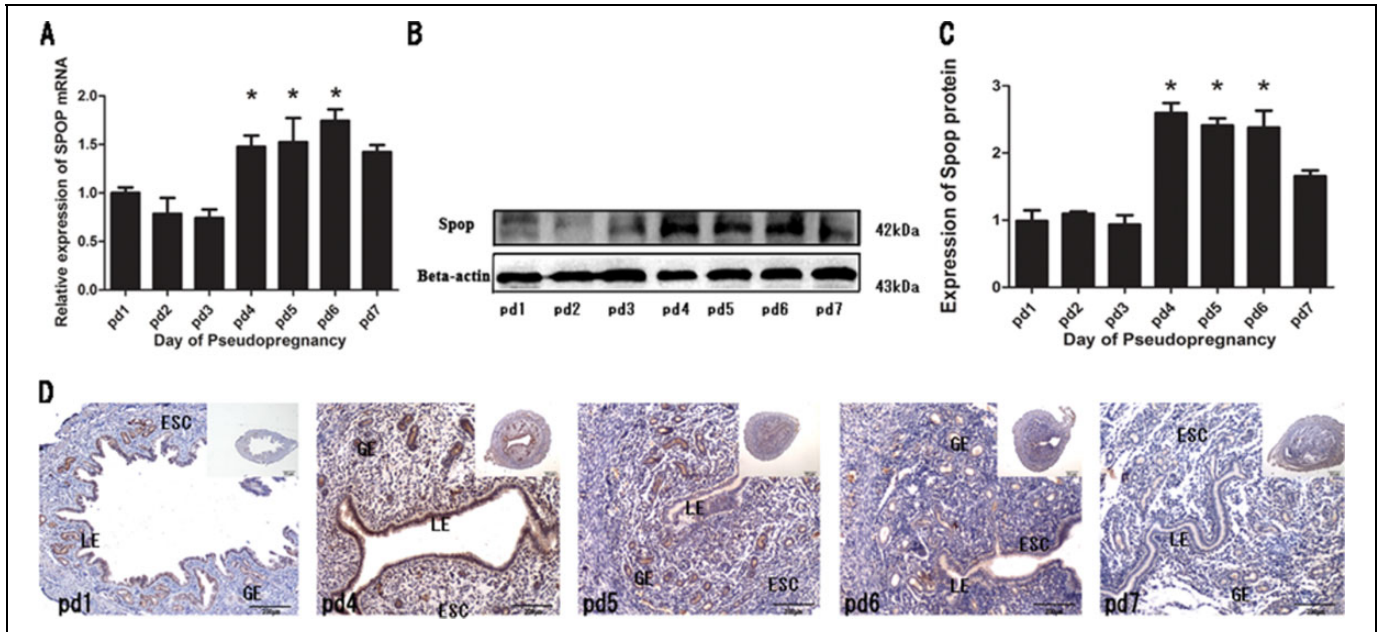 A
Relative expression of SPOP mRNA
2.0
1.5
1.0
0.5
0.0
* * *
pd1 pd2 pd3 pd4 pd5 pd6 pd7
Day of Pseudopregnancy
B
Spop 42kDa
Beta-actin 43kDa
pd1 pd2 pd3 pd4 pd5 pd6 pd7
C
Expression of Spop protein
3
2
1
0
* * *
pd1 pd2 pd3 pd4 pd5 pd6 pd7
Day of Pseudopregnancy
D
ESC
LE
GE
pd1
GE
LE
ESC
pd4
LE
GE
ESC
pd5
GE
ESC
LE
pd6
ESC
LE
GE
pd7